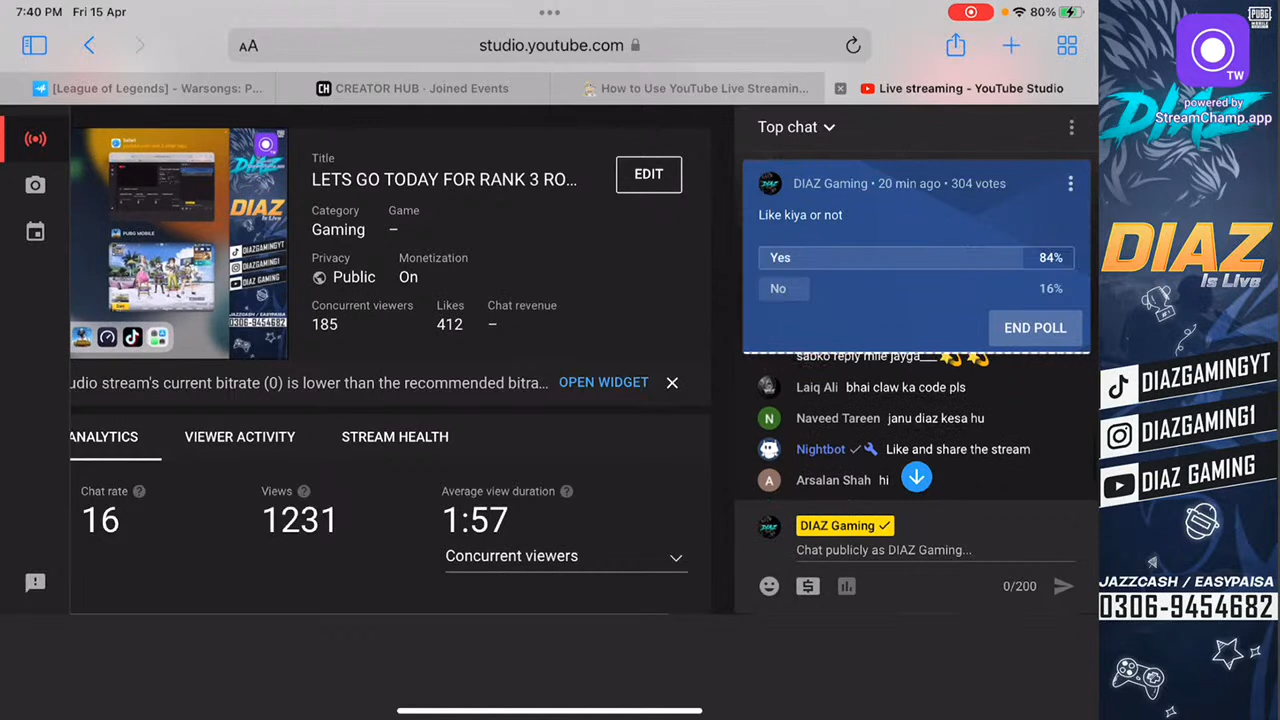 7:40 PM Fri 15 Apr
80%
AA
studio.youtube.com
[League of Legends] - Warsongs: P...
CREATOR HUB · Joined Events
How to Use YouTube Live Streamin...
Live streaming - YouTube Studio
Title
LETS GO TODAY FOR RANK 3 RO...
EDIT
Category
Game
Gaming
–
Privacy
Monetization
Public
On
Concurrent viewers
Likes
Chat revenue
185
412
–
udio stream's current bitrate (0) is lower than the recommended bitra...
OPEN WIDGET
ANALYTICS
VIEWER ACTIVITY
STREAM HEALTH
Chat rate
Views
Average view duration
16
1231
1:57
Concurrent viewers
Top chat
DIAZ Gaming • 20 min ago • 304 votes
Like kiya or not
Yes
84%
No
16%
END POLL
sabko reply mile jayga___
Laiq Ali bhai claw ka code pls
N
Naveed Tareen janu diaz kesa hu
Nightbot Like and share the stream
A
Arsalan Shah hi
DIAZ Gaming
Chat publicly as DIAZ Gaming...
0/200
PUBG
MOBILE
TW
powered by
StreamChamp.app
DIAZ
DIAZ
Is Live
DIAZGAMINGYT
DIAZGAMING1
DIAZ GAMING
JAZZCASH / EASYPAISA
0306-9454682